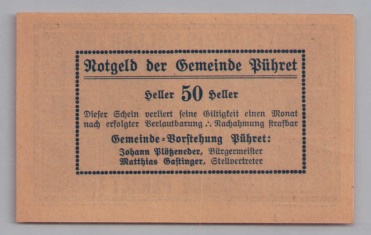 Notgeld der Gemeinde Pühret
Heller 50 Heller
Dieser Schein verliert seine Giltigkeit einen Monat
nach erfolgter Verlautbarung ∴ Nachahmung strafbar
Gemeinde-Vorstehung Pühret:
Johann Plötzeneder, Bürgermeister
Matthias Gastinger, Stellvertreter